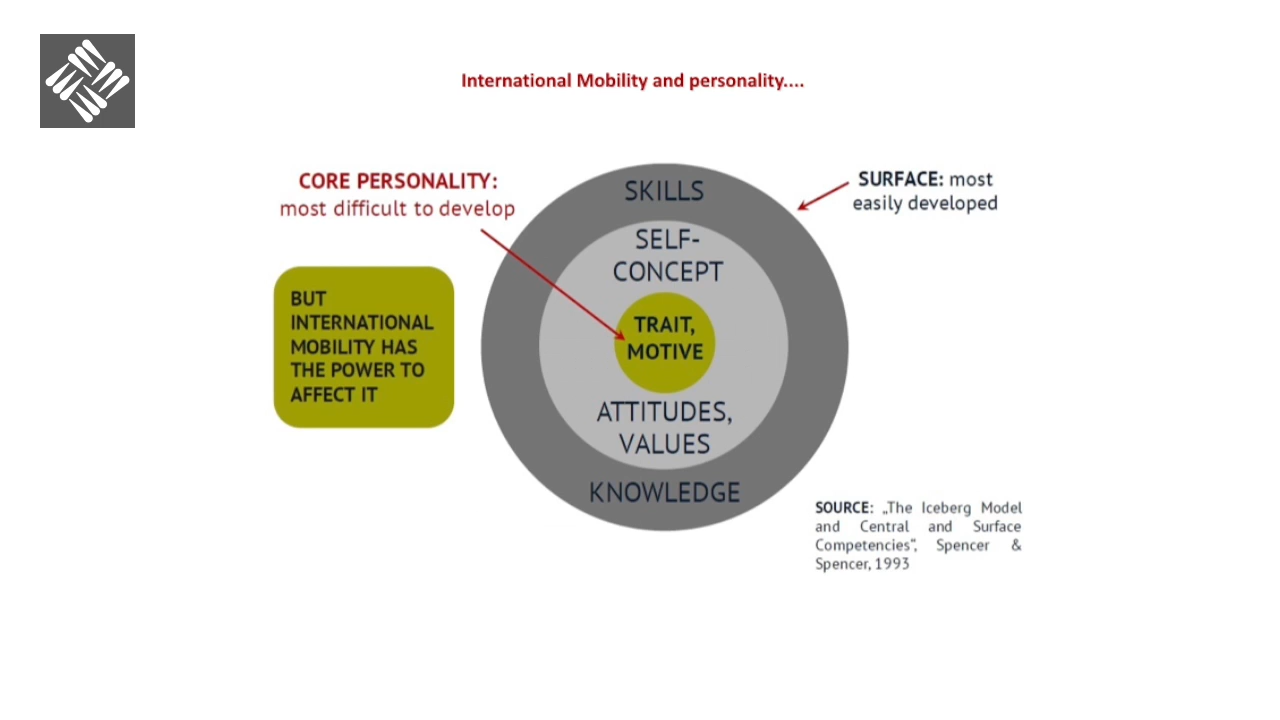 International Mobility and personality....
CORE PERSONALITY:
most difficult to develop
SURFACE: most
easily developed
BUT
INTERNATIONAL
MOBILITY HAS
THE POWER TO
AFFECT IT
SKILLS
SELF-
CONCEPT
TRAIT,
MOTIVE
ATTITUDES,
VALUES
KNOWLEDGE
SOURCE: „The Iceberg Model
and Central and Surface
Competencies“, Spencer &
Spencer, 1993